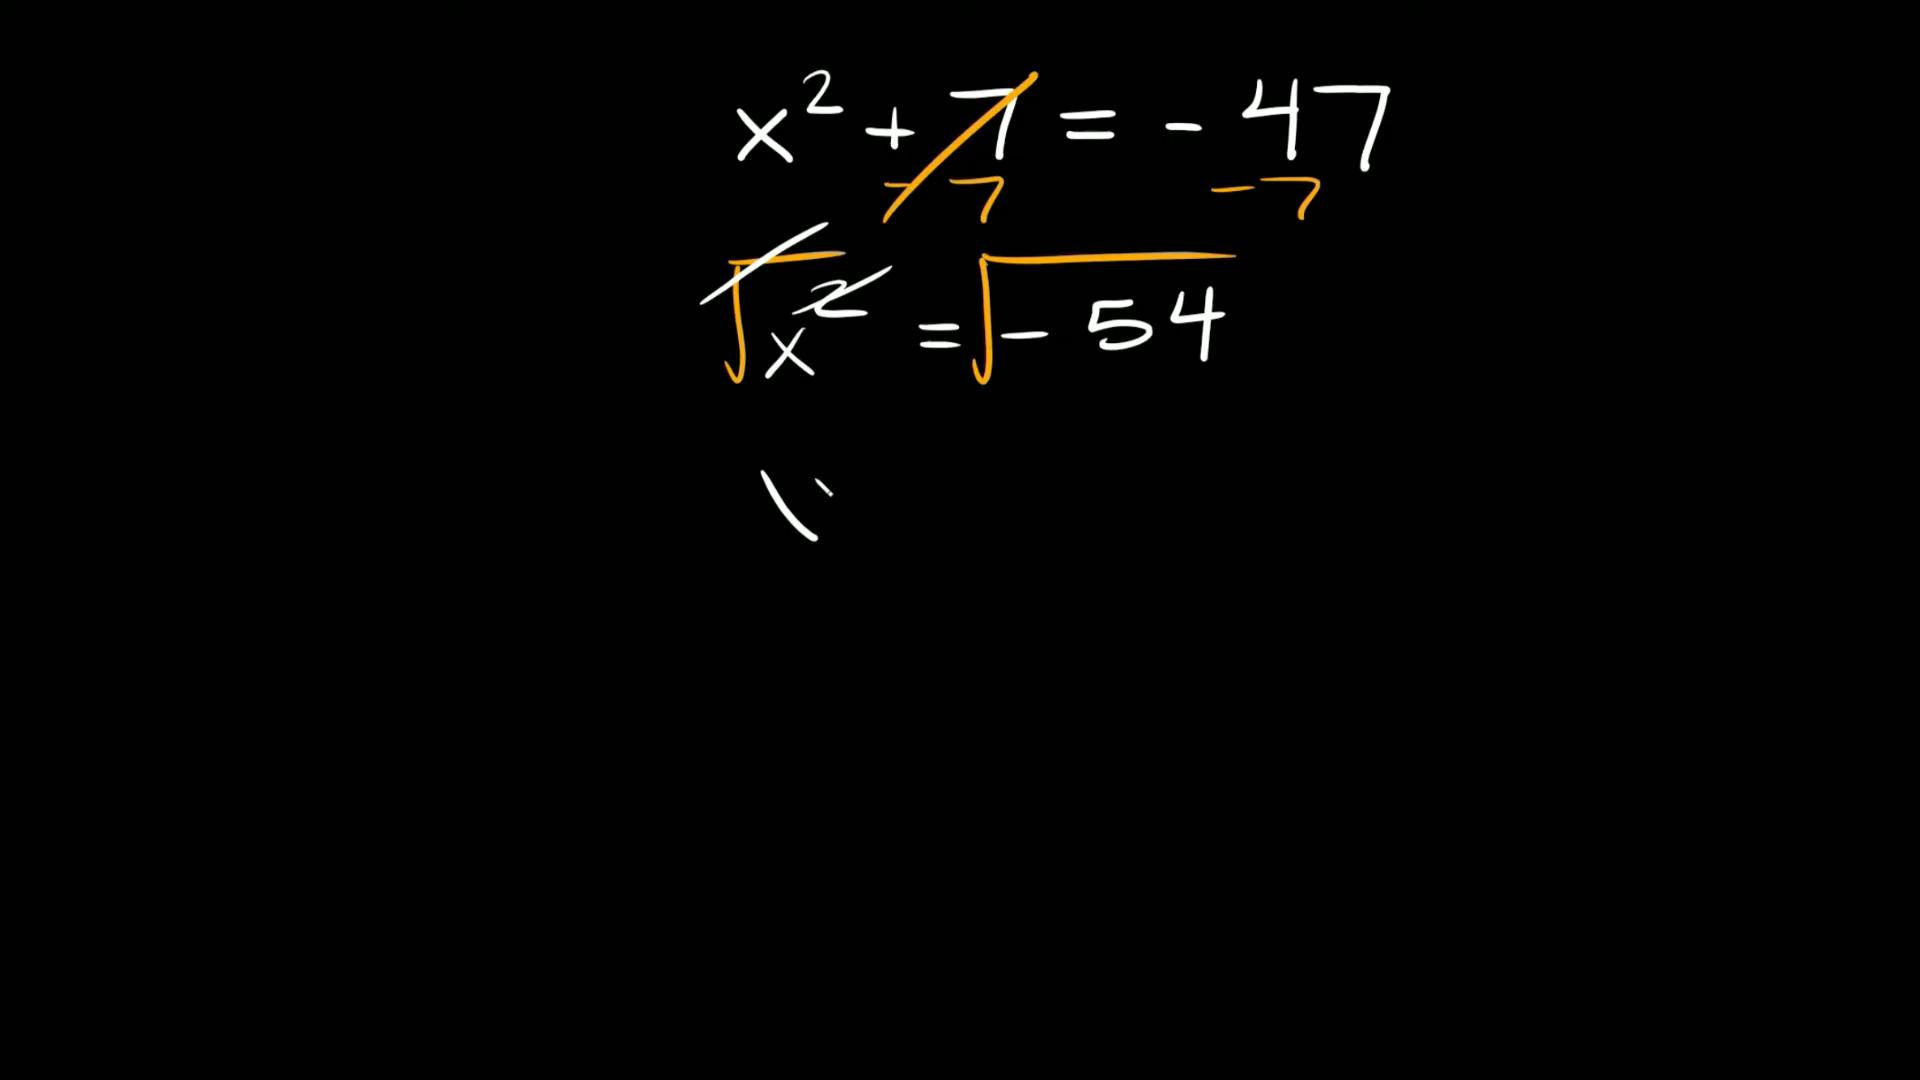 x² + 7 = - 47
- 7 - 7
√x² = √- 54